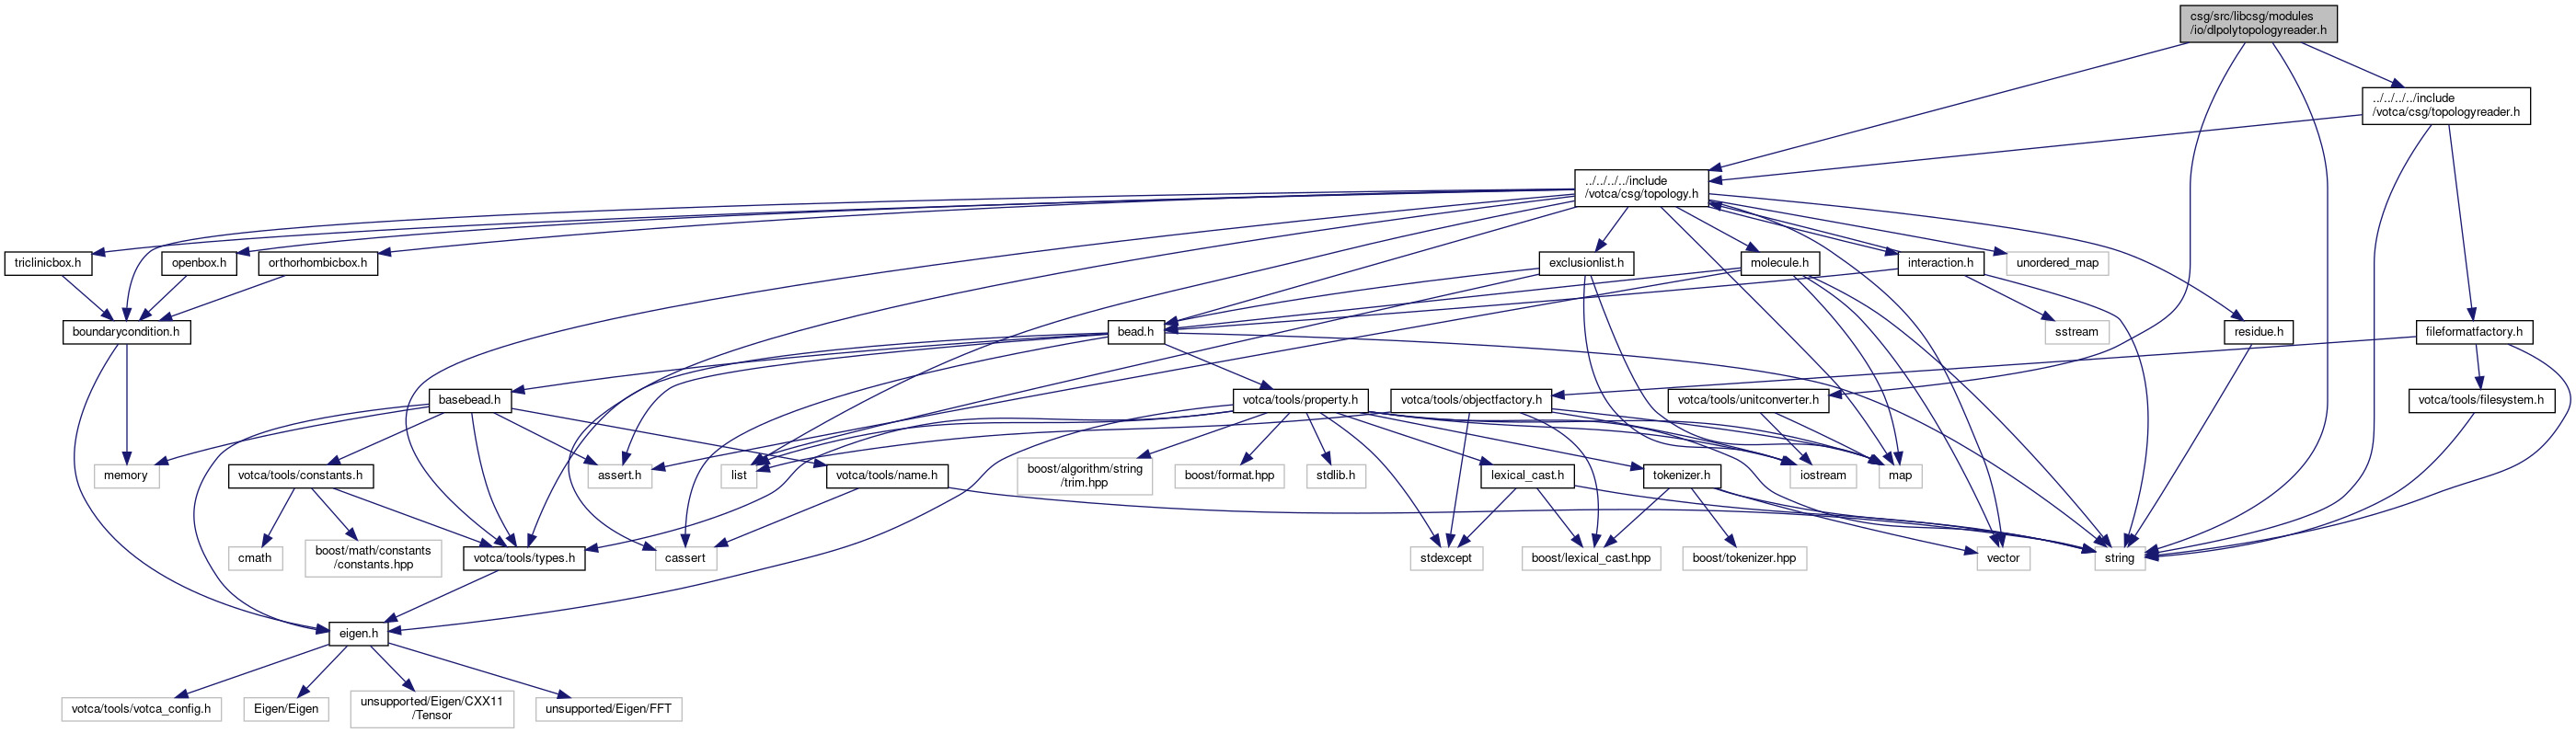 csg/src/libcsg/modules
/io/dlpolytopologyreader.h
../../../../include
/votca/csg/topologyreader.h
../../../../include
/votca/csg/topology.h
triclinicbox.h
openbox.h
orthorhombicbox.h
exclusionlist.h
molecule.h
interaction.h
unordered_map
boundarycondition.h
bead.h
sstream
residue.h
fileformatfactory.h
basebead.h
votca/tools/property.h
votca/tools/objectfactory.h
votca/tools/unitconverter.h
votca/tools/filesystem.h
memory
votca/tools/constants.h
assert.h
list
votca/tools/name.h
boost/algorithm/string
/trim.hpp
boost/format.hpp
stdlib.h
lexical_cast.h
tokenizer.h
iostream
map
cmath
boost/math/constants
/constants.hpp
votca/tools/types.h
cassert
stdexcept
boost/lexical_cast.hpp
boost/tokenizer.hpp
vector
string
eigen.h
votca/tools/votca_config.h
Eigen/Eigen
unsupported/Eigen/CXX11
/Tensor
unsupported/Eigen/FFT